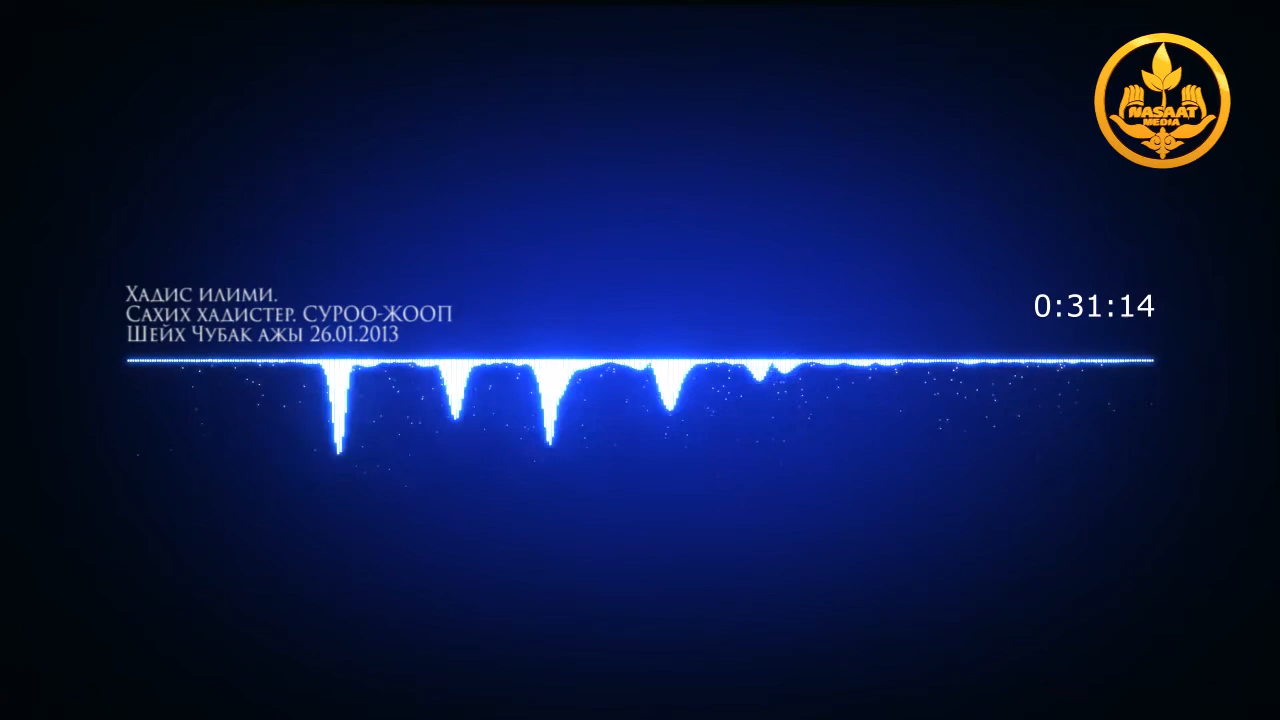 NASAAT
MEDIA
Хадис илими.
Сахих хадистер. СУРОО-ЖООП
Шейх Чубак ажы 26.01.2013
0:31:14